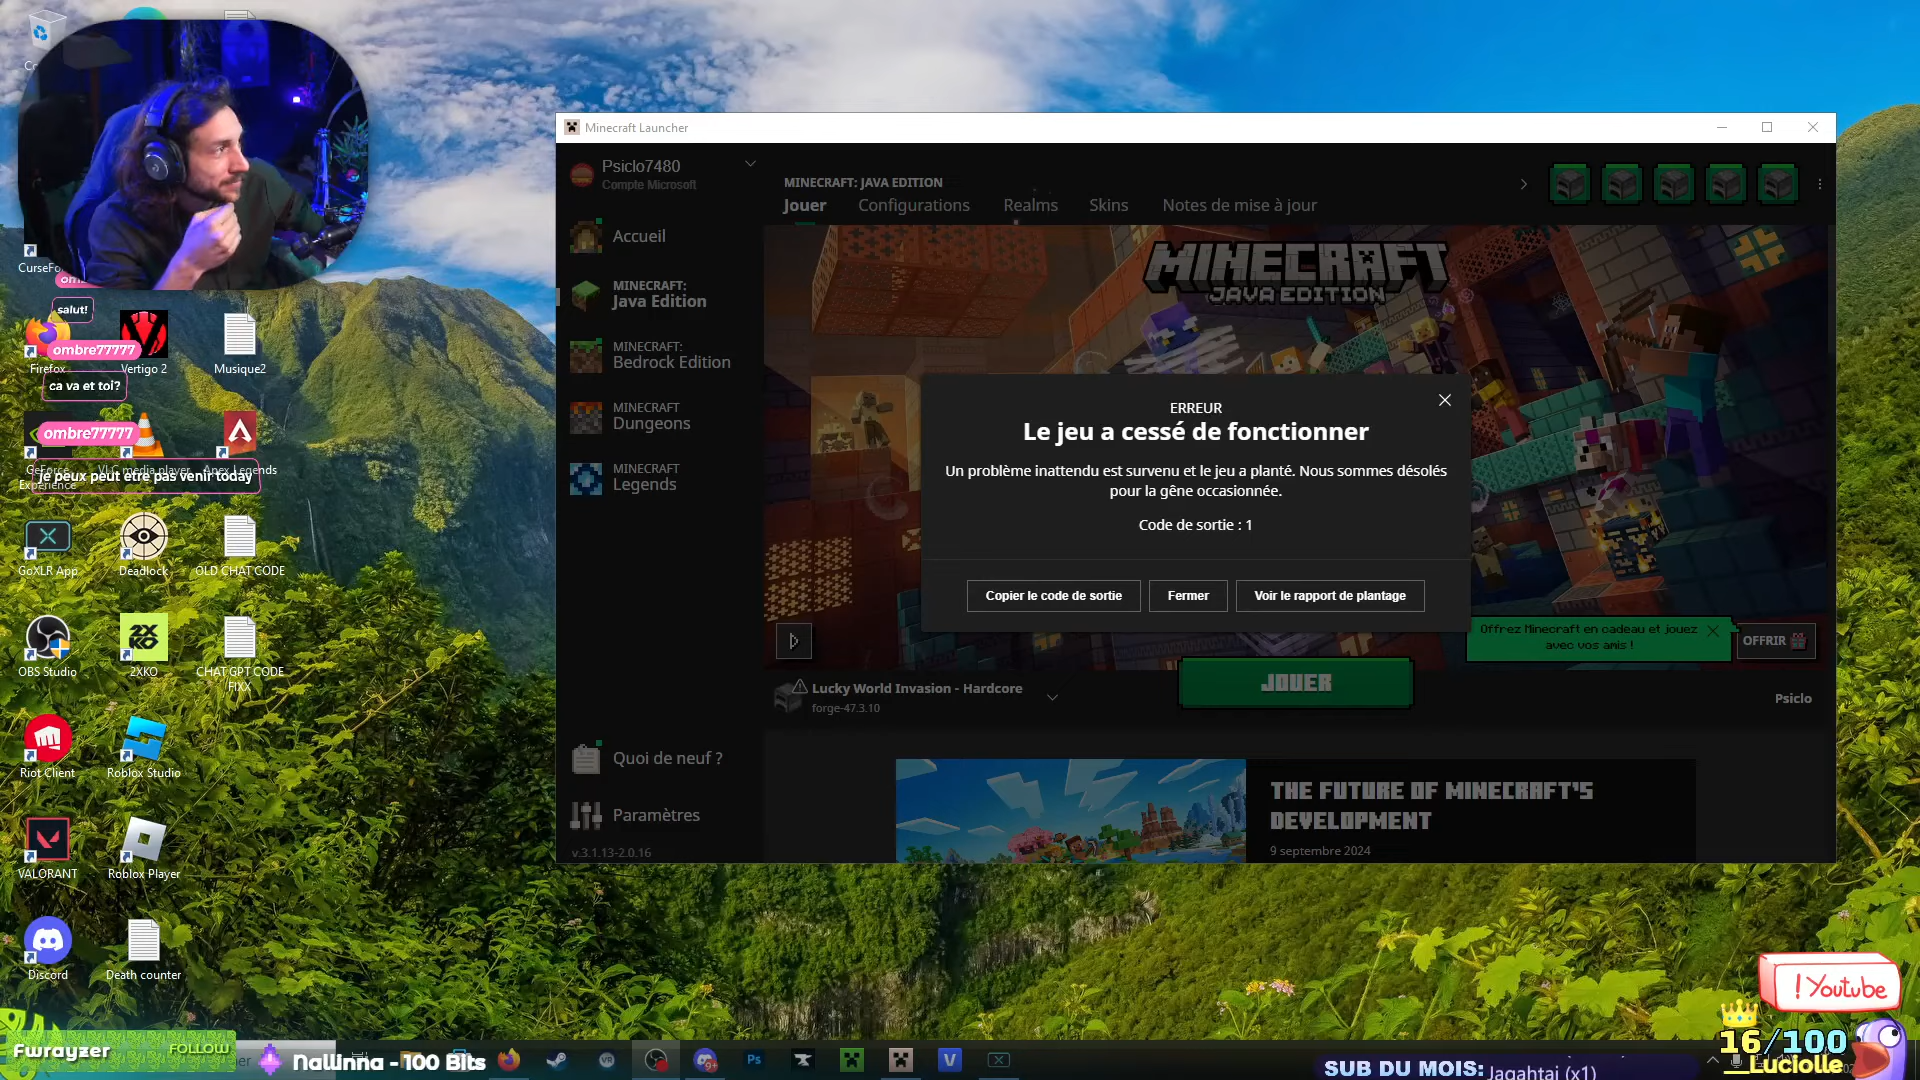 Minecraft Launcher
Psiclo7480
Compte Microsoft
Accueil
MINECRAFT:
Java Edition
MINECRAFT:
Bedrock Edition
MINECRAFT
Dungeons
MINECRAFT
Legends
Quoi de neuf ?
Paramètres
v.3.1.13-2.0.16
MINECRAFT: JAVA EDITION
Jouer
Configurations
Realms
Skins
Notes de mise à jour
MINECRAFT
JAVA EDITION
ERREUR
Le jeu a cessé de fonctionner
Un problème inattendu est survenu et le jeu a planté. Nous sommes désolés
pour la gêne occasionnée.
Code de sortie : 1
Copier le code de sortie
Fermer
Voir le rapport de plantage
Offrez Minecraft en cadeau et jouez
avec vos amis !
OFFRIR
Lucky World Invasion - Hardcore
forge-47.3.10
JOUER
Psiclo
THE FUTURE OF MINECRAFT'S
DEVELOPMENT
9 septembre 2024
salut!
ombre77777
ca va et toi?
ombre77777
je peux peut etre pas venir today
Firefox
Vertigo 2
Musique2
GeForce
Experience
VLC media player
Apex Legends
GoXLR App
Deadlock
OLD CHAT CODE
OBS Studio
2XKO
CHAT GPT CODE
FIXX
Riot Client
Roblox Studio
VALORANT
Roblox Player
Discord
Death counter
Fwrayzer
FOLLOW
Nallinna - 100 Bits
Ps
SUB DU MOIS:
Jagahtai (x1)
!Youtube
16/100
__Luciolle